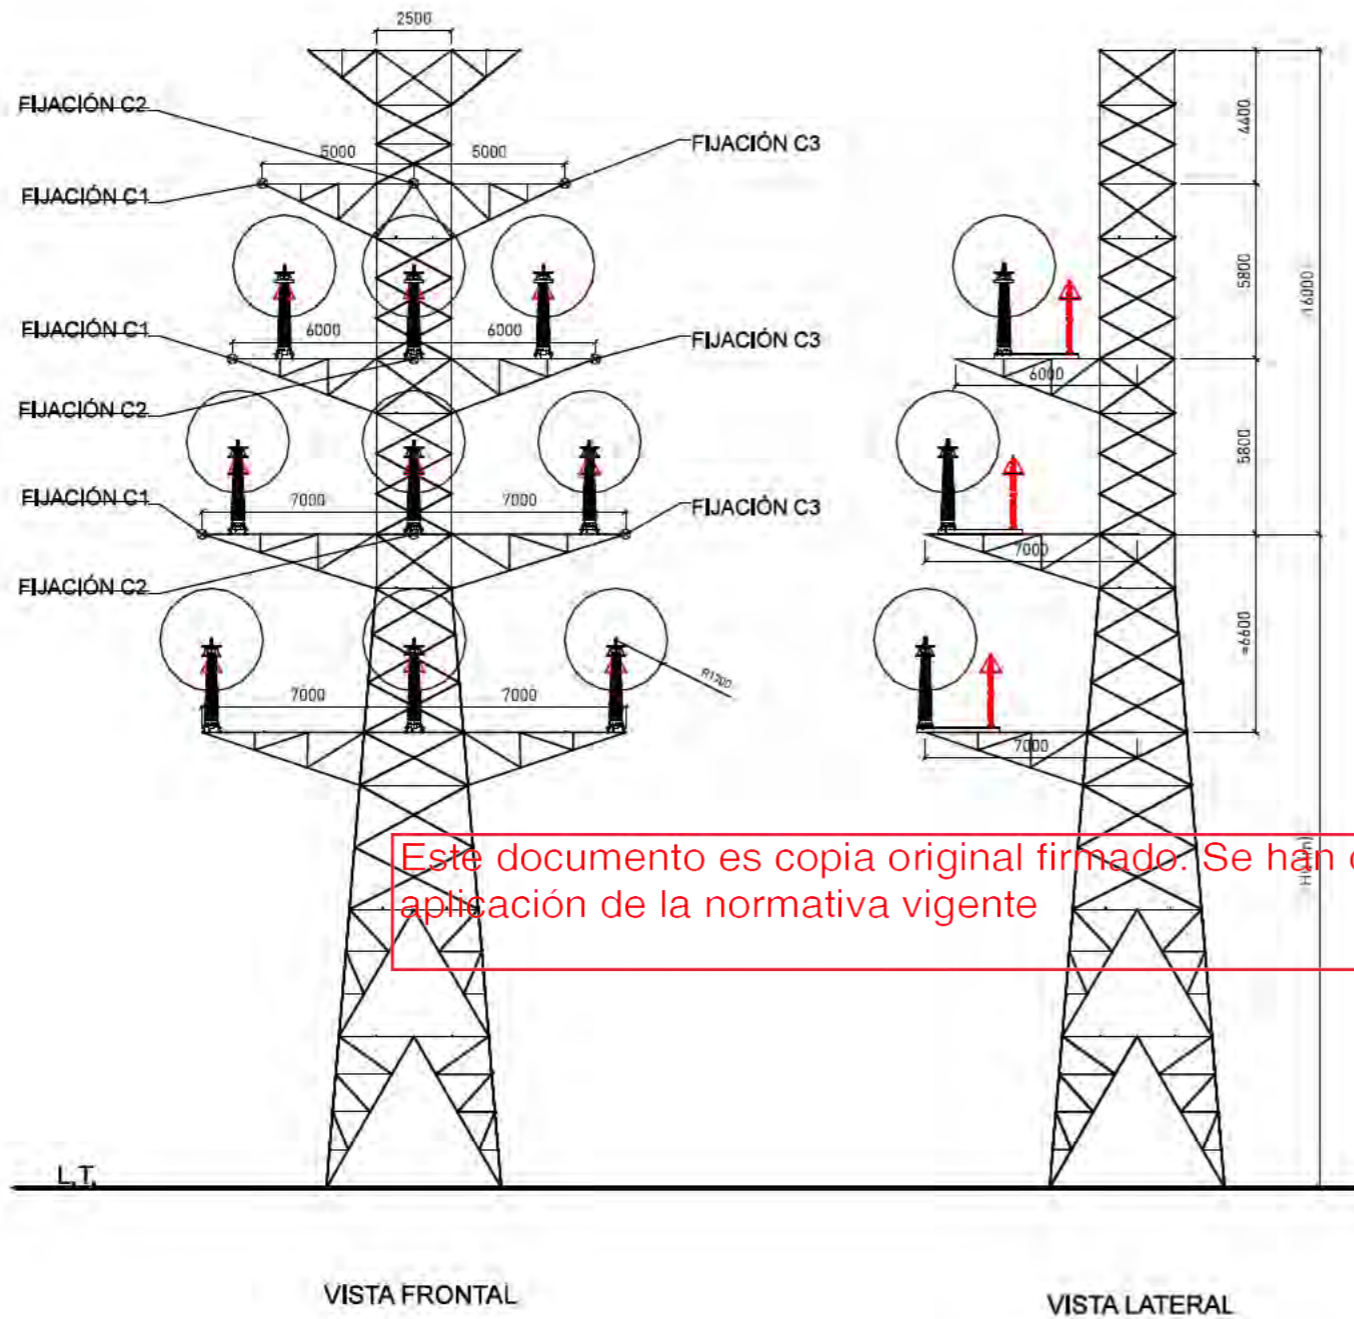 2500
FIJACIÓN C2
5000
5000
FIJACIÓN C3
FIJACIÓN C1
FIJACIÓN C1
6000
6000
FIJACIÓN C3
FIJACIÓN C2
FIJACIÓN C1
7000
7000
FIJACIÓN C3
FIJACIÓN C2
R1700
7000
7000
4400
5800
16000
6000
5800
7000
≈6600
7000
Este documento es copia original firmado. Se han
aplicación de la normativa vigente
L.T.
VISTA FRONTAL
VISTA LATERAL